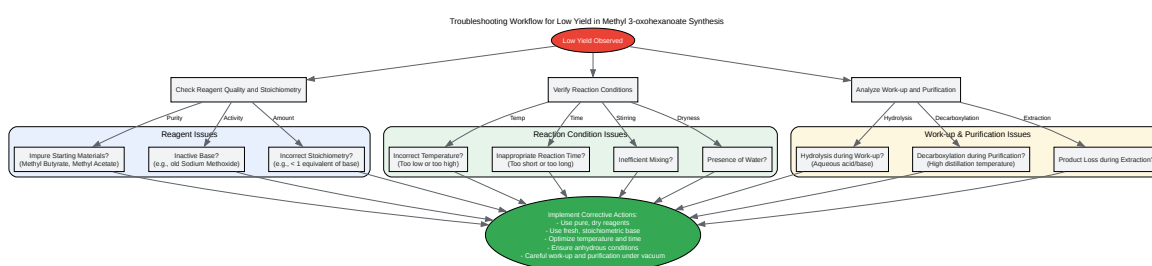 Troubleshooting Workflow for Low Yield in Methyl 3-oxohexanoate Synthesis
Low Yield Observed
Check Reagent Quality and Stoichiometry
Verify Reaction Conditions
Analyze Work-up and Purification
Purity
Activity
Amount
Temp
Time
Stirring
Dryness
Hydrolysis
Decarboxylation
Extraction
Reagent Issues
Reaction Condition Issues
Work-up & Purification Issues
Impure Starting Materials?
(Methyl Butyrate, Methyl Acetate)
Inactive Base?
(e.g., old Sodium Methoxide)
Incorrect Stoichiometry?
(e.g., < 1 equivalent of base)
Incorrect Temperature?
(Too low or too high)
Inappropriate Reaction Time?
(Too short or too long)
Inefficient Mixing?
Presence of Water?
Hydrolysis during Work-up?
(Aqueous acid/base)
Decarboxylation during Purification?
(High distillation temperature)
Product Loss during Extraction?
Implement Corrective Actions:
- Use pure, dry reagents
- Use fresh, stoichiometric base
- Optimize temperature and time
- Ensure anhydrous conditions
- Careful work-up and purification under vacuum